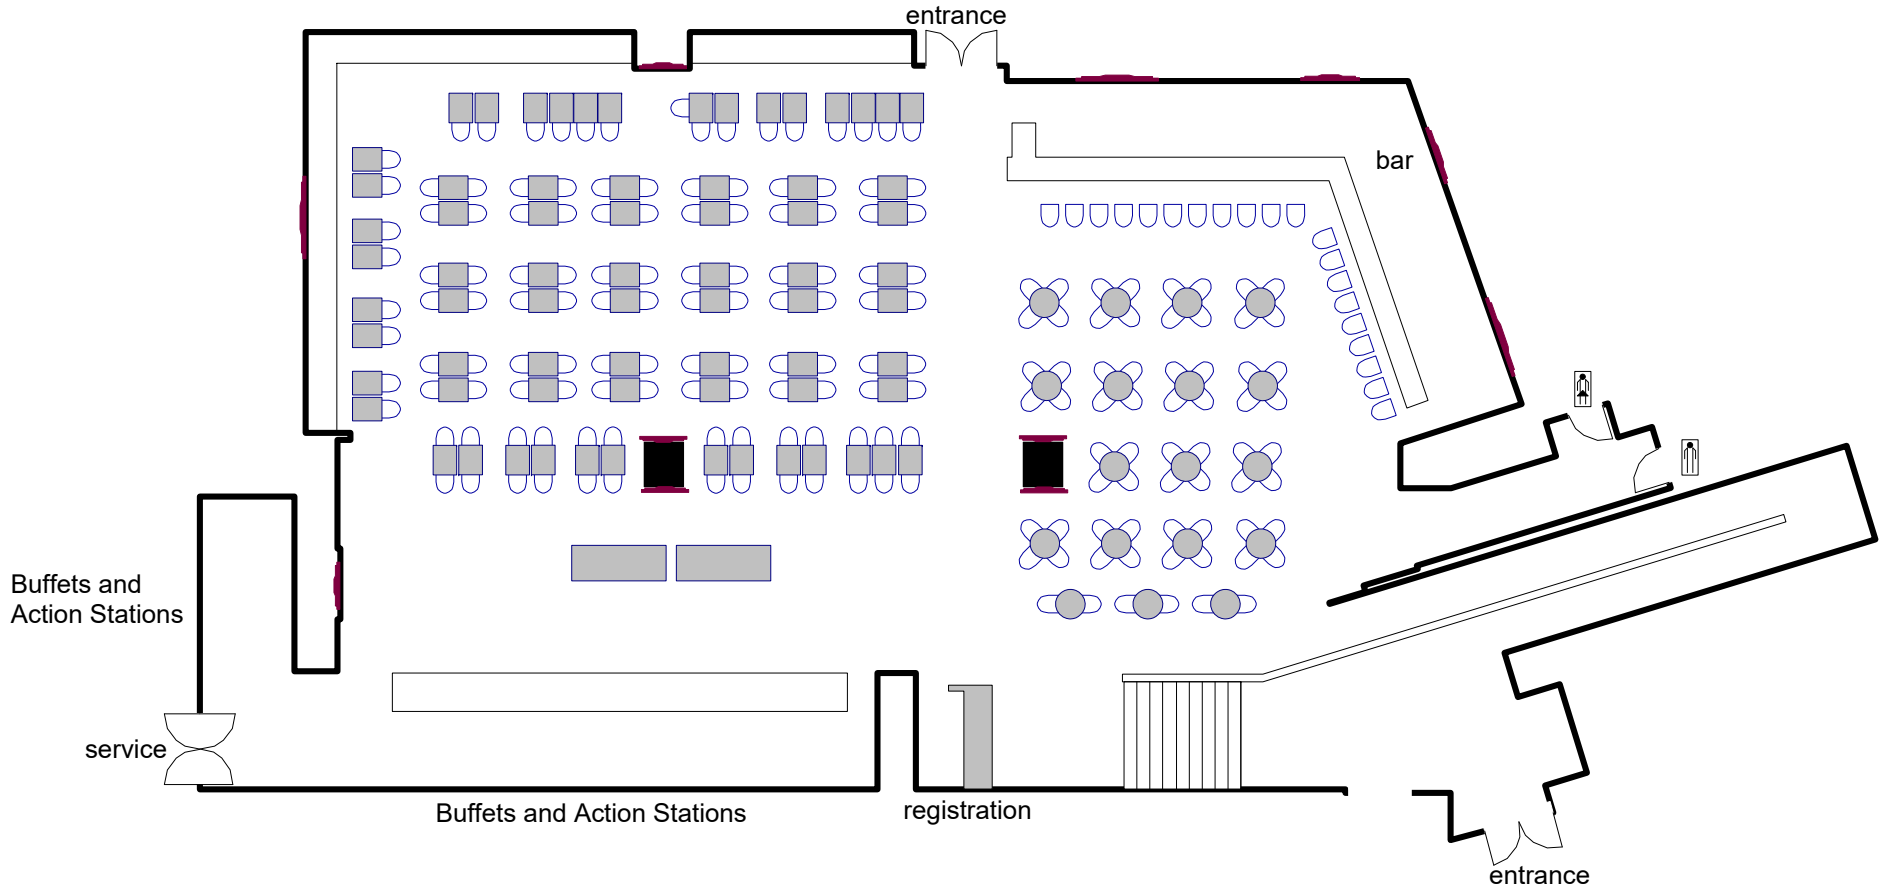 entrance
bar
Buffets and
Action Stations
service
Buffets and Action Stations
registration
entrance